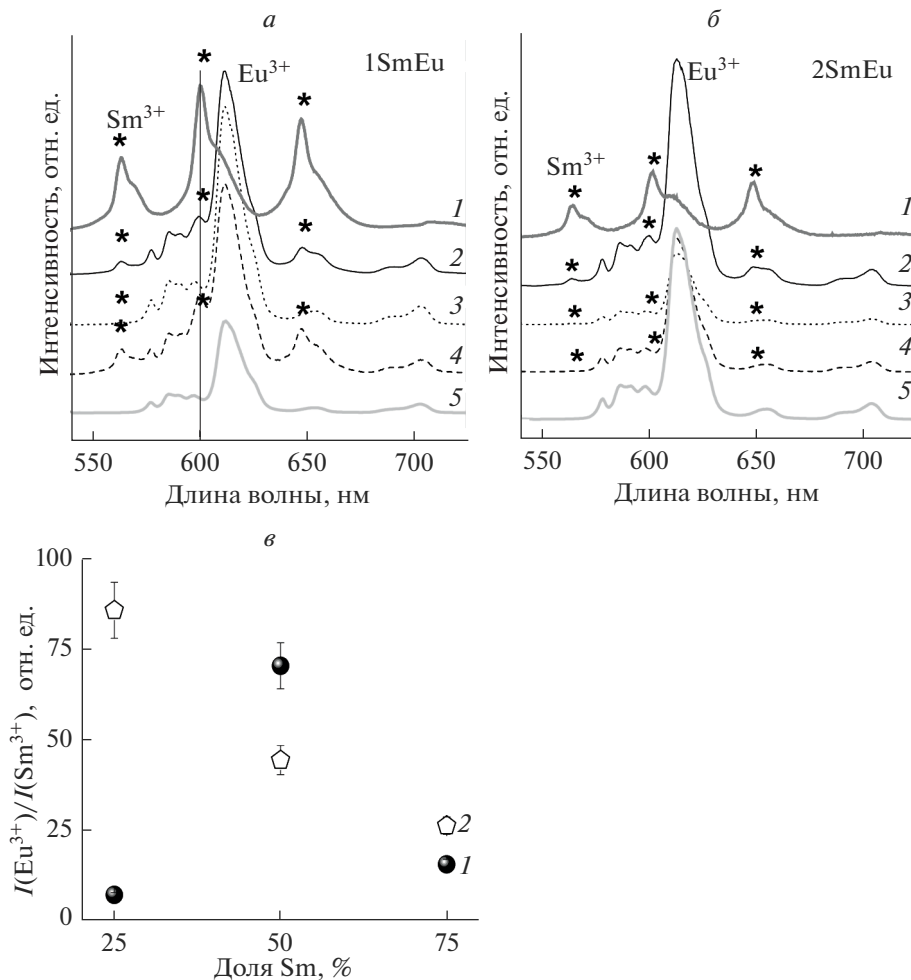 а
1SmEu
Eu³⁺
Sm³⁺
*
*
*
*
*
*
*
*
*
*
1
2
3
4
5
Интенсивность, отн. ед.
550 600 650 700
Длина волны, нм
б
2SmEu
Eu³⁺
Sm³⁺
*
*
*
*
*
*
*
*
*
*
*
*
1
2
3
4
5
Интенсивность, отн. ед.
550 600 650 700
Длина волны, нм
в
I(Eu³⁺)/I(Sm³⁺), отн. ед.
100
75
50
25
0
2
1
25 50 75
Доля Sm, %